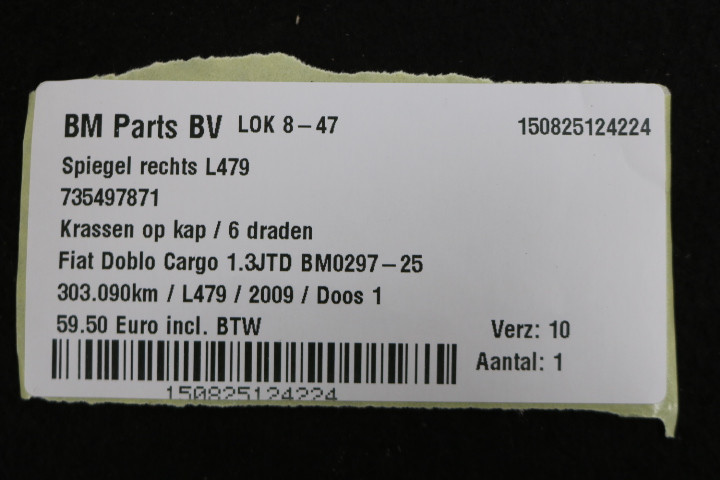 BM Parts BV LOK 8-47 150825124224
Spiegel rechts L479
735497871
Krassen op kap / 6 draden
Fiat Doblo Cargo 1.3JTD BM0297-25
303.090km / L479 / 2009 / Doos 1
59.50 Euro incl. BTW Verz: 10
Aantal: 1
150825124224